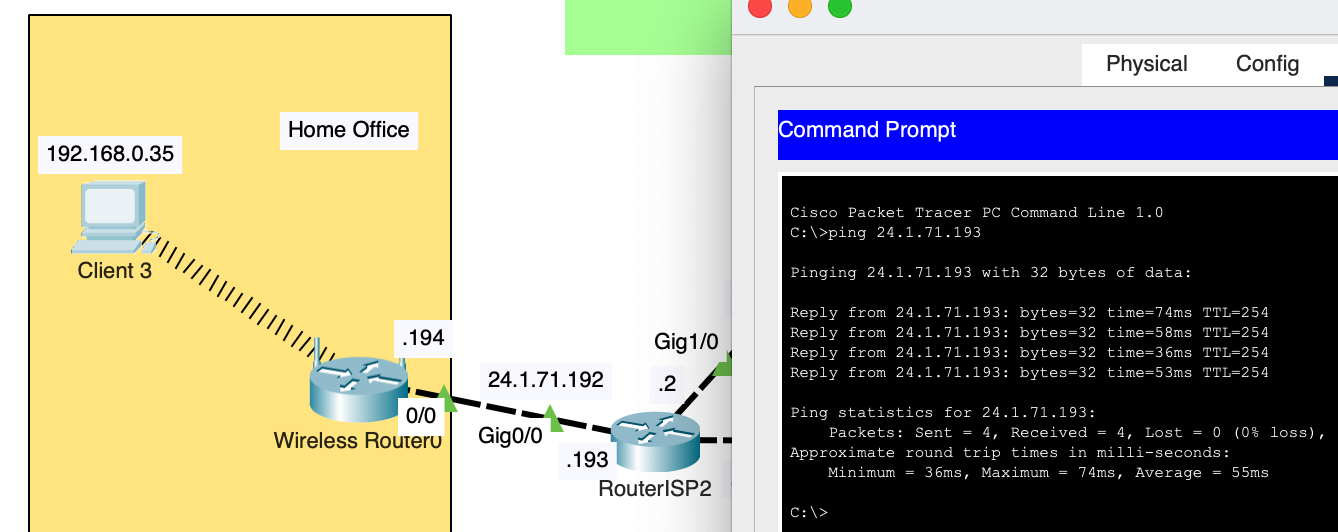 Home Office
192.168.0.35
Client 3
.194
0/0
Wireless Router0
24.1.71.192
Gig0/0
.193
.2
Gig1/0
RouterISP2
Physical
Config
Command Prompt
Cisco Packet Tracer PC Command Line 1.0
C:\>ping 24.1.71.193
Pinging 24.1.71.193 with 32 bytes of data:
Reply from 24.1.71.193: bytes=32 time=74ms TTL=254
Reply from 24.1.71.193: bytes=32 time=58ms TTL=254
Reply from 24.1.71.193: bytes=32 time=36ms TTL=254
Reply from 24.1.71.193: bytes=32 time=53ms TTL=254
Ping statistics for 24.1.71.193:
Packets: Sent = 4, Received = 4, Lost = 0 (0% loss),
Approximate round trip times in milli-seconds:
Minimum = 36ms, Maximum = 74ms, Average = 55ms
C:\>